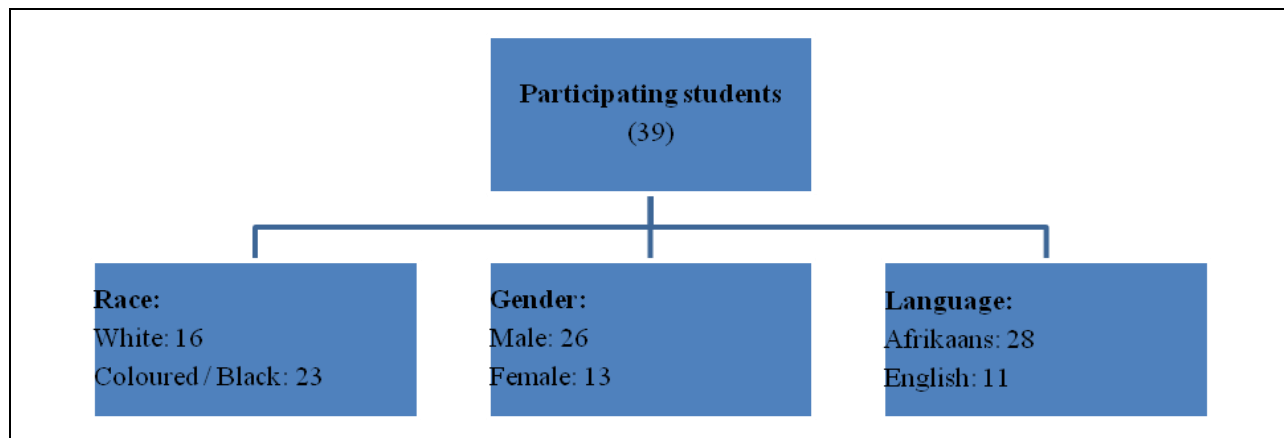 Participating students
(39)
Race:
White: 16
Coloured / Black: 23
Gender:
Male: 26
Female: 13
Language:
Afrikaans: 28
English: 11